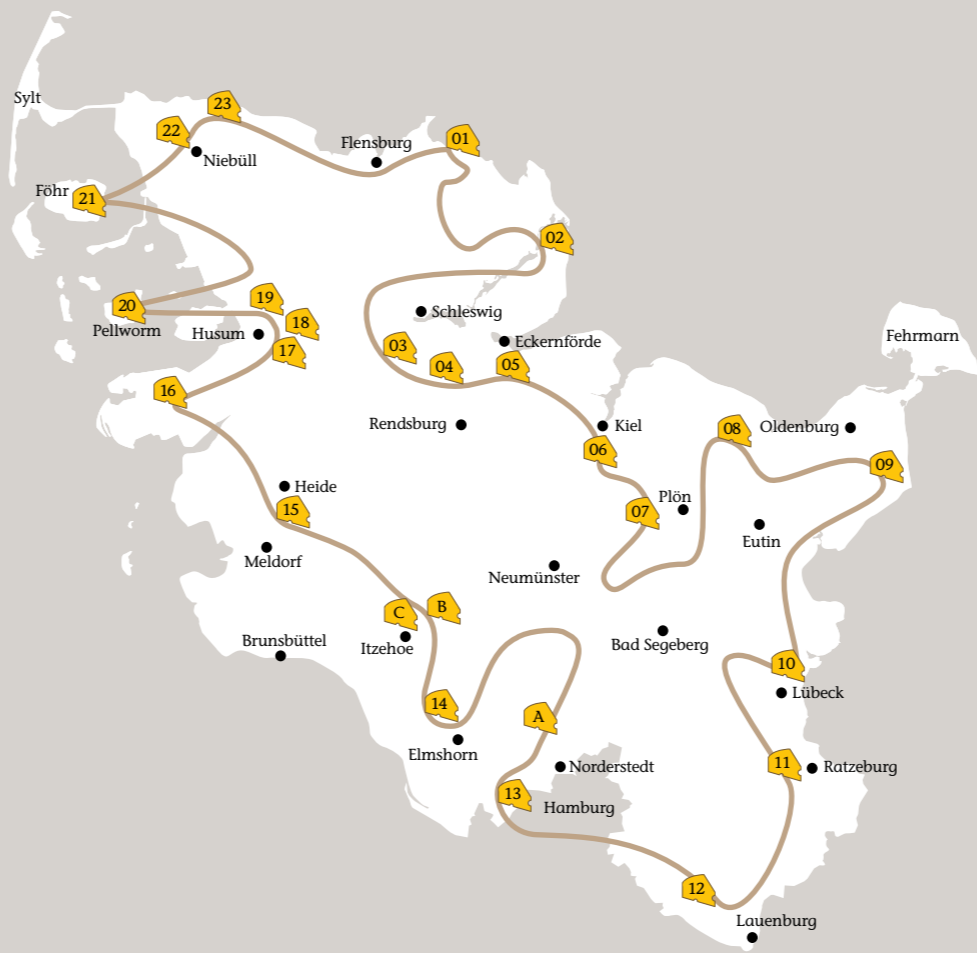 Sylt
23
22
Niebüll
Flensburg
01
Föhr
21
02
20
Pellworm
19
18
Husum
17
Schleswig
Eckernförde
03
04
05
Fehrmarn
16
Rendsburg
Kiel
06
08
Oldenburg
09
Heide
15
07
Plön
Eutin
Meldorf
Neumünster
C
B
Itzehoe
Brunsbüttel
Bad Segeberg
10
Lübeck
14
A
Elmshorn
Norderstedt
11
Ratzeburg
13
Hamburg
12
Lauenburg